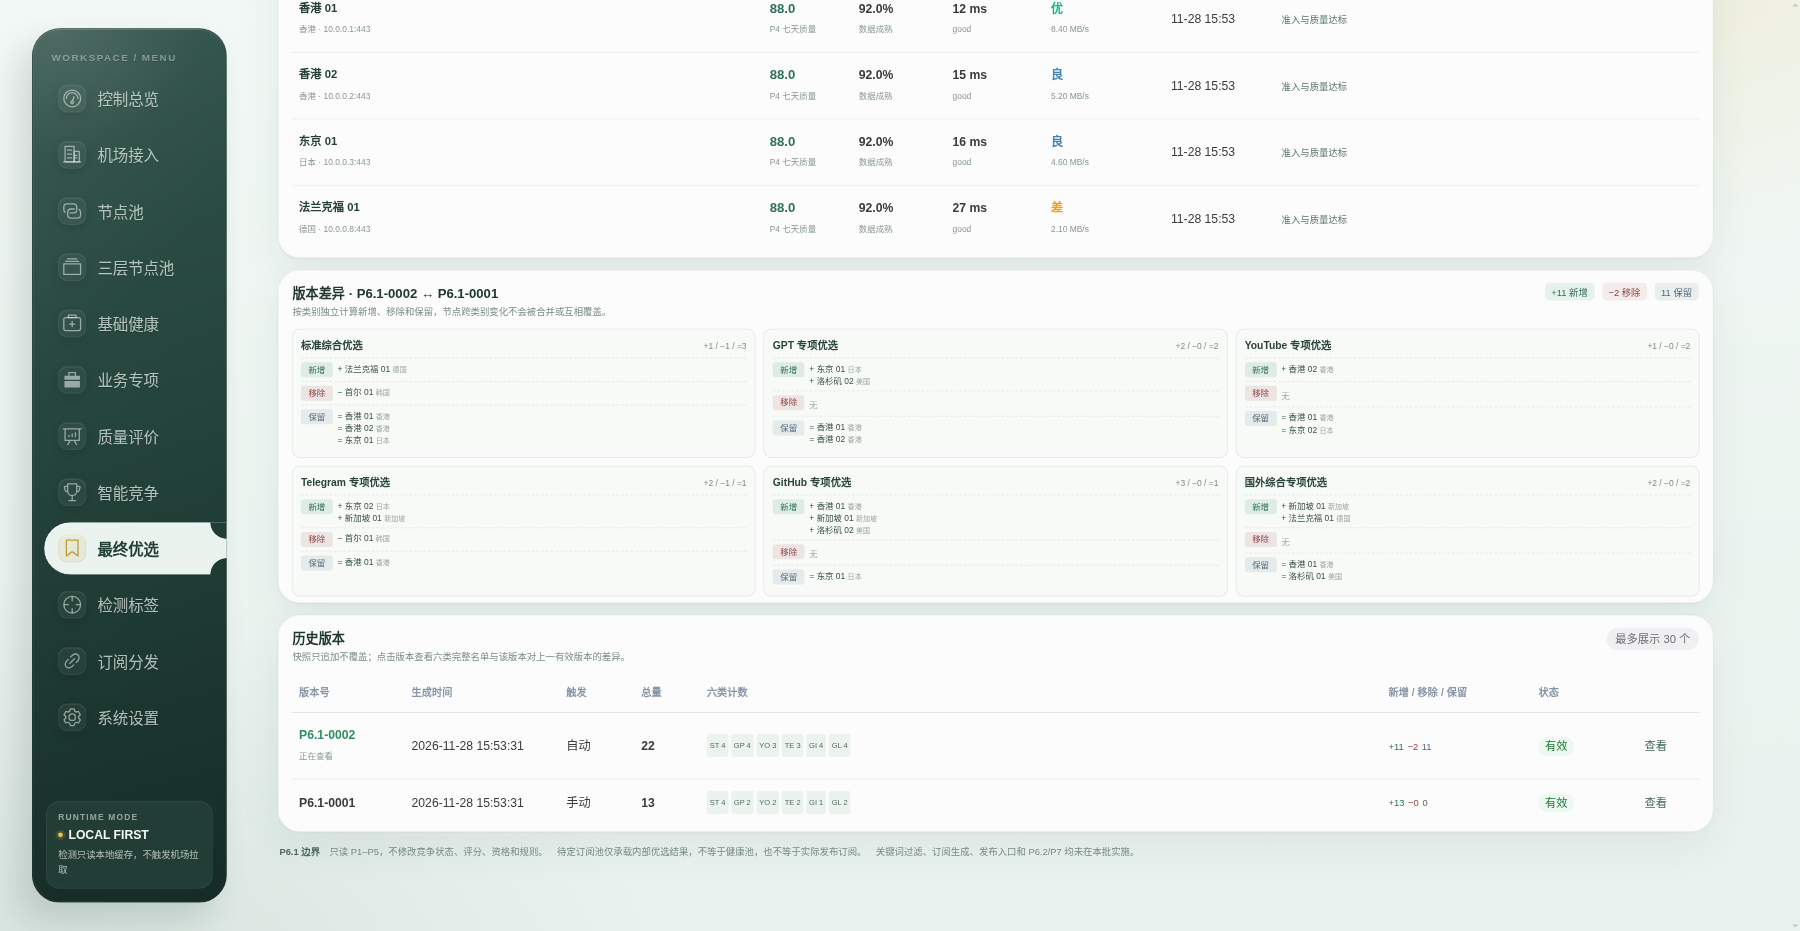 WORKSPACE / MENU
控制总览
机场接入
节点池
三层节点池
基础健康
业务专项
质量评价
智能竞争
最终优选
检测标签
订阅分发
系统设置
RUNTIME MODE
LOCAL FIRST
检测只读本地缓存，不触发机场拉
取
香港 01 88.0 92.0% 12 ms 优 11-28 15:53 准入与质量达标
香港 · 10.0.0.1:443 P4 七天质量 数据成熟 good 8.40 MB/s
香港 02 88.0 92.0% 15 ms 良 11-28 15:53 准入与质量达标
香港 · 10.0.0.2:443 P4 七天质量 数据成熟 good 5.20 MB/s
东京 01 88.0 92.0% 16 ms 良 11-28 15:53 准入与质量达标
日本 · 10.0.0.3:443 P4 七天质量 数据成熟 good 4.60 MB/s
法兰克福 01 88.0 92.0% 27 ms 差 11-28 15:53 准入与质量达标
德国 · 10.0.0.8:443 P4 七天质量 数据成熟 good 2.10 MB/s
版本差异 · P6.1-0002 ↔ P6.1-0001 +11 新增 −2 移除 11 保留
按类别独立计算新增、移除和保留，节点跨类别变化不会被合并或互相覆盖。
标准综合优选 +1 / −1 / =3
新增 + 法兰克福 01 德国
移除 − 首尔 01 韩国
保留 = 香港 01 香港
= 香港 02 香港
= 东京 01 日本
GPT 专项优选 +2 / −0 / =2
新增 + 东京 01 日本
+ 洛杉矶 02 美国
移除 无
保留 = 香港 01 香港
= 香港 02 香港
YouTube 专项优选 +1 / −0 / =2
新增 + 香港 02 香港
移除 无
保留 = 香港 01 香港
= 东京 02 日本
Telegram 专项优选 +2 / −1 / =1
新增 + 东京 02 日本
+ 新加坡 01 新加坡
移除 − 首尔 01 韩国
保留 = 香港 01 香港
GitHub 专项优选 +3 / −0 / =1
新增 + 香港 01 香港
+ 新加坡 01 新加坡
+ 洛杉矶 02 美国
移除 无
保留 = 东京 01 日本
国外综合专项优选 +2 / −0 / =2
新增 + 新加坡 01 新加坡
+ 法兰克福 01 德国
移除 无
保留 = 香港 01 香港
= 洛杉矶 01 美国
历史版本 最多展示 30 个
快照只追加不覆盖；点击版本查看六类完整名单与该版本对上一有效版本的差异。
版本号 生成时间 触发 总量 六类计数 新增 / 移除 / 保留 状态
P6.1-0002 2026-11-28 15:53:31 自动 22 ST 4 GP 4 YO 3 TE 3 GI 4 GL 4 +11 −2 11 有效 查看
正在查看
P6.1-0001 2026-11-28 15:53:31 手动 13 ST 4 GP 2 YO 2 TE 2 GI 1 GL 2 +13 −0 0 有效 查看
P6.1 边界 只读 P1–P5，不修改竞争状态、评分、资格和规则。 待定订阅池仅承载内部优选结果，不等于健康池，也不等于实际发布订阅。 关键词过滤、订阅生成、发布入口和 P6.2/P7 均未在本批实施。